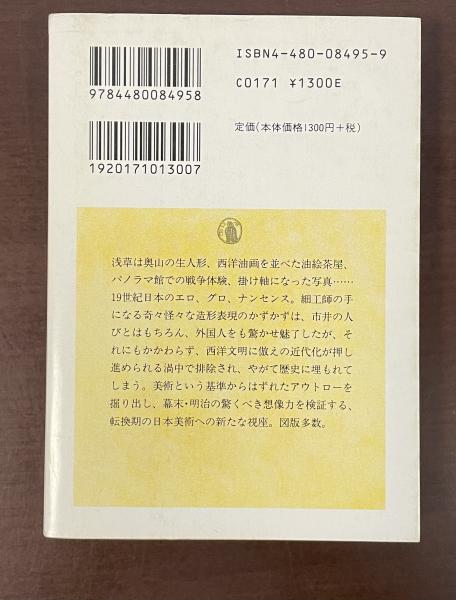 ISBN4-480-08495-9
9784480084958
C0171 ¥1300E
定価(本体価格1300円+税)
1920171013007
浅草は奥山の生人形、西洋油画を並べた油絵茶屋、
パノラマ館での戦争体験、掛け軸になった写真……
19世紀日本のエロ、グロ、ナンセンス。細工師の手
になる奇々怪々な造形表現のかずかずは、市井の人
びとはもちろん、外国人をも驚かせ魅了したが、そ
れにもかかわらず、西洋文明に倣えの近代化が押し
進められる渦中で排除され、やがて歴史に埋もれて
しまう。美術という基準からはずれたアウトローを
掘り出し、幕末・明治の驚くべき想像力を検証する、
転換期の日本美術への新たな視座。図版多数。